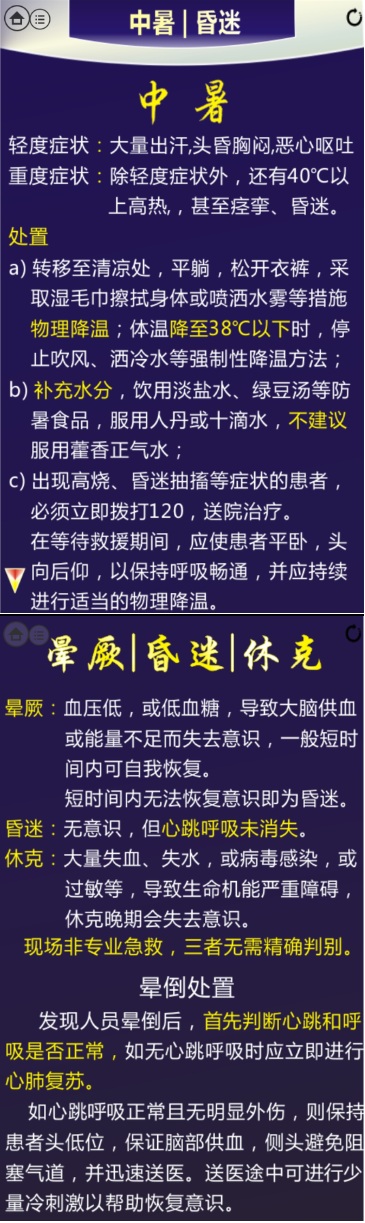 中暑|昏迷
中暑
轻度症状：大量出汗,头昏胸闷,恶心呕吐
重度症状：除轻度症状外，还有40℃以
上高热,，甚至痉挛、昏迷。
处置
a) 转移至清凉处，平躺，松开衣裤，采
取湿毛巾擦拭身体或喷洒水雾等措施
物理降温；体温降至38℃以下时，停
止吹风、洒冷水等强制性降温方法；
b) 补充水分，饮用淡盐水、绿豆汤等防
暑食品，服用人丹或十滴水，不建议
服用藿香正气水；
c) 出现高烧、昏迷抽搐等症状的患者，
必须立即拨打120，送院治疗。
在等待救援期间，应使患者平卧，头
向后仰，以保持呼吸畅通，并应持续
进行适当的物理降温。
晕厥|昏迷|休克
晕厥：血压低，或低血糖，导致大脑供血
或能量不足而失去意识，一般短时
间内可自我恢复。
短时间内无法恢复意识即为昏迷。
昏迷：无意识，但心跳呼吸未消失。
休克：大量失血、失水，或病毒感染，或
过敏等，导致生命机能严重障碍，
休克晚期会失去意识。
现场非专业急救，三者无需精确判别。
晕倒处置
发现人员晕倒后，首先判断心跳和呼
吸是否正常，如无心跳呼吸时应立即进行
心肺复苏。
如心跳呼吸正常且无明显外伤，则保持
患者头低位，保证脑部供血，侧头避免阻
塞气道，并迅速送医。送医途中可进行少
量冷刺激以帮助恢复意识。